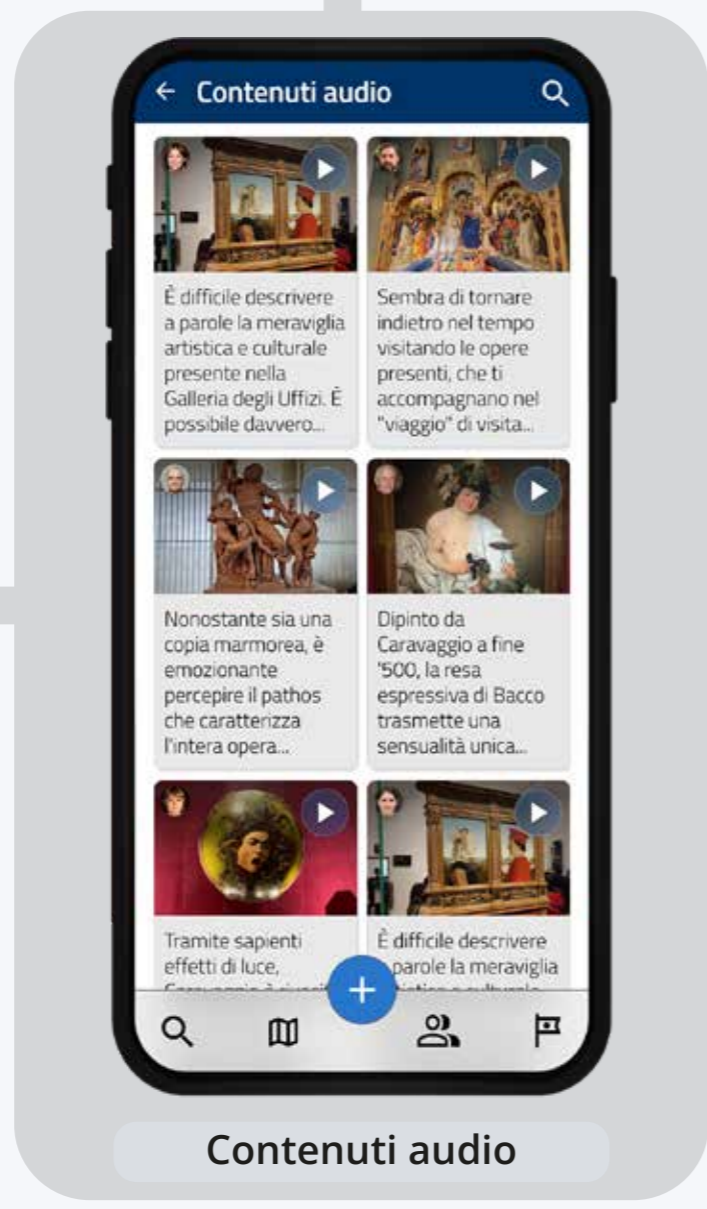 Contenuti audio
È difficile descrivere
a parole la meraviglia
artistica e culturale
presente nella
Galleria degli Uffizi. È
possibile davvero...
Sembra di tornare
indietro nel tempo
visitando le opere
presenti, che ti
accompagnano nel
"viaggio" di visita...
Nonostante sia una
copia marmorea, è
emozionante
percepire il pathos
che caratterizza
l'intera opera...
Dipinto da
Caravaggio a fine
'500, la resa
espressiva di Bacco
trasmette una
sensualità unica...
Tramite sapienti
effetti di luce,
È difficile descrivere
parole la meraviglia
Contenuti audio